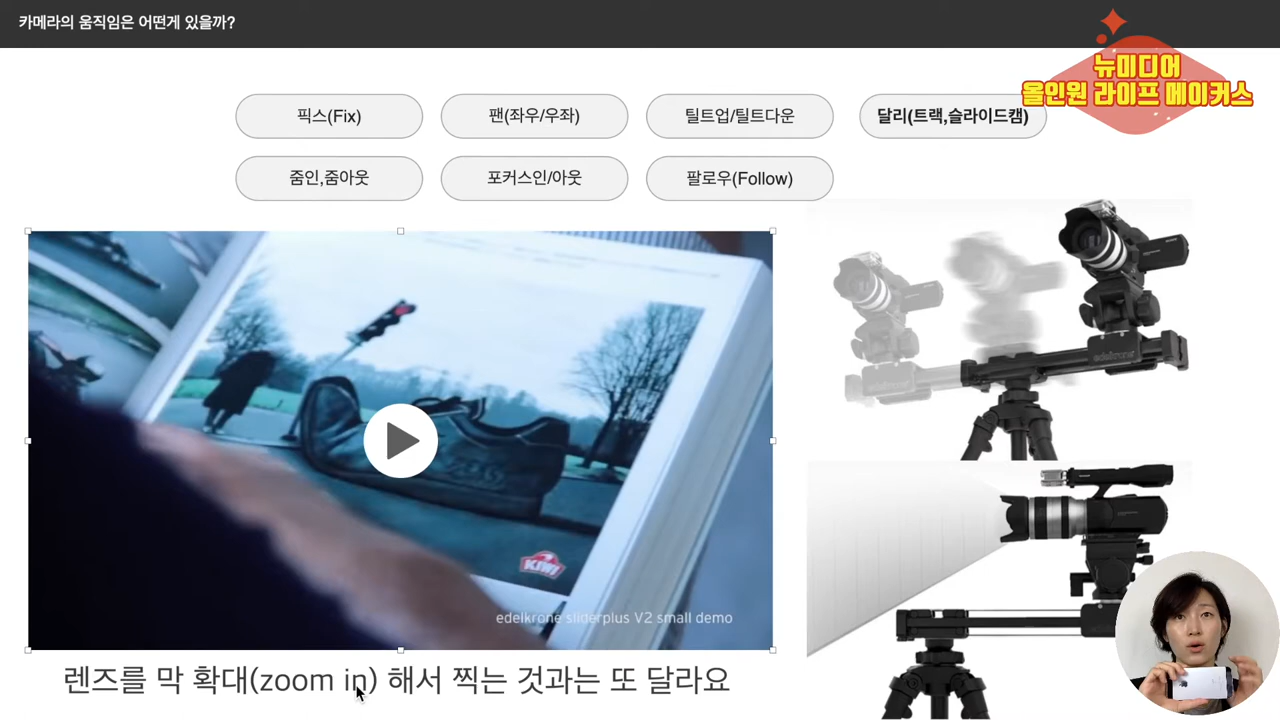 카메라의 움직임은 어떤게 있을까?
뉴미디어
올인원 라이프 메이커스
픽스(Fix)
팬(좌우/우좌)
틸트업/틸트다운
달리(트랙,슬라이드캠)
줌인,줌아웃
포커스인/아웃
팔로우(Follow)
edelkrone
edelkrone
KIWI
edelkrone sliderplus V2 small demo
렌즈를 막 확대(zoom in) 해서 찍는 것과는 또 달라요